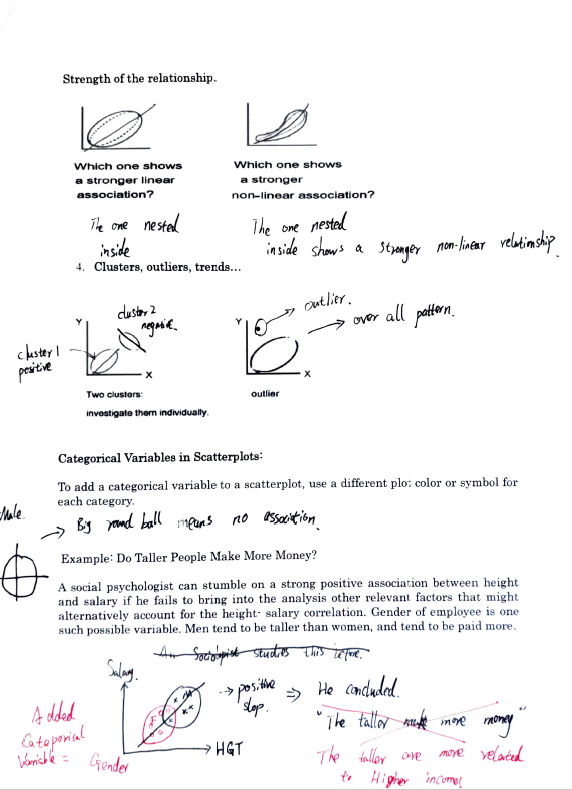 Strength of the relationship..
Which one shows
a stronger linear
association?
Which one shows
a stronger
non-linear association?
The one nested
inside
The one nested
inside shows a stronger non-linear relationship.
4. Clusters, outliers, trends...
cluster 2
negative.
cluster 1
positive
Y
X
Two clusters:
investigate them individually.
outlier.
over all pattern.
Y
X
outlier
Categorical Variables in Scatterplots:
To add a categorical variable to a scatterplot, use a different plot color or symbol for
each category.
Male.
→ Big round ball means no association.
Example: Do Taller People Make More Money?
A social psychologist can stumble on a strong positive association between height
and salary if he fails to bring into the analysis other relevant factors that might
alternatively account for the height- salary correlation. Gender of employee is one
such possible variable. Men tend to be taller than women, and tend to be paid more.
Sociologist studies this
Salary.
M
F
HGT
→ positive
slop.
⇒ He concluded.
"The taller make more money"
The taller are more related
to Higher income!
Added
Categorical
Variable = Gender